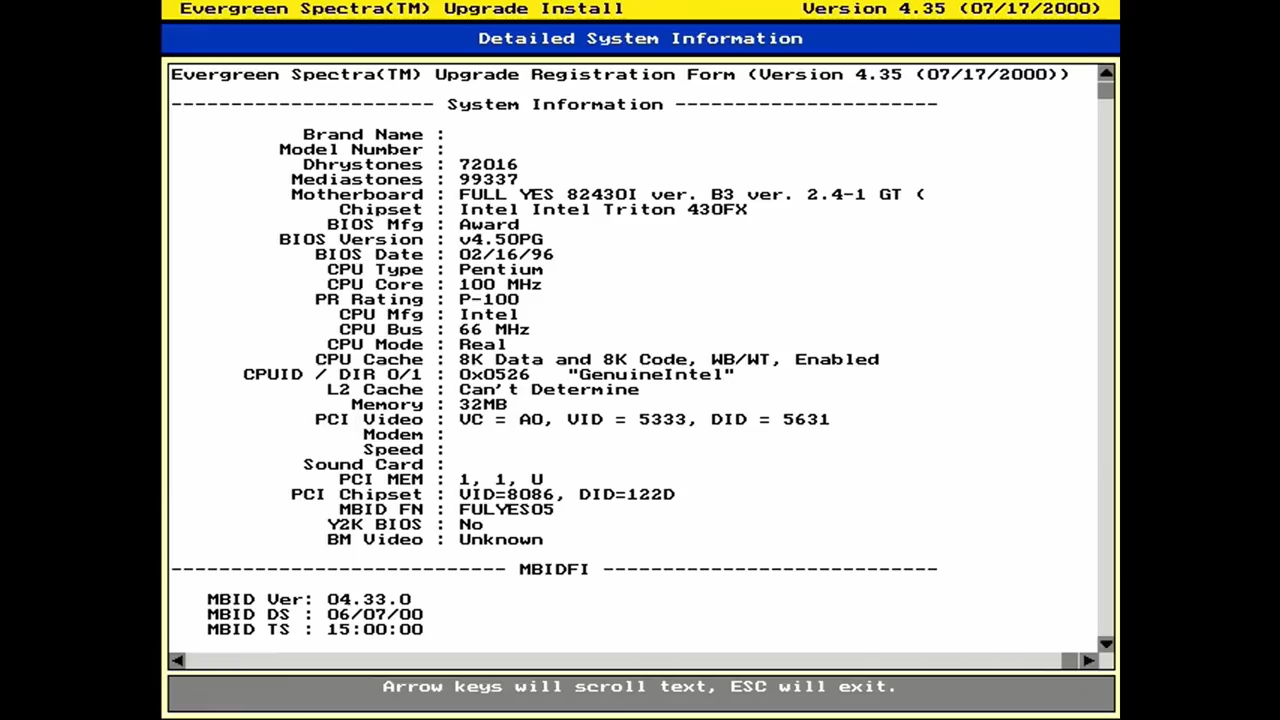 Evergreen Spectra(TM) Upgrade Install Version 4.35 (07/17/2000)
Detailed System Information
Evergreen Spectra(TM) Upgrade Registration Form (Version 4.35 (07/17/2000))
---------------------- System Information ----------------------
Brand Name :
Model Number :
Dhrystones : 72016
Mediastones : 99337
Motherboard : FULL YES 82430I ver. B3 ver. 2.4-1 GT (
Chipset : Intel Intel Triton 430FX
BIOS Mfg : Award
BIOS Version : v4.50PG
BIOS Date : 02/16/96
CPU Type : Pentium
CPU Core : 100 MHz
PR Rating : P-100
CPU Mfg : Intel
CPU Bus : 66 MHz
CPU Mode : Real
CPU Cache : 8K Data and 8K Code, WB/WT, Enabled
CPUID / DIR 0/1 : 0x0526 "GenuineIntel"
L2 Cache : Can't Determine
Memory : 32MB
PCI Video : VC = A0, VID = 5333, DID = 5631
Modem :
Speed :
Sound Card :
PCI MEM : 1, 1, U
PCI Chipset : VID=8086, DID=122D
MBID FN : FULYES05
Y2K BIOS : No
BM Video : Unknown
---------------------------- MBIDFI ----------------------------
MBID Ver: 04.33.0
MBID DS : 06/07/00
MBID TS : 15:00:00
Arrow keys will scroll text, ESC will exit.